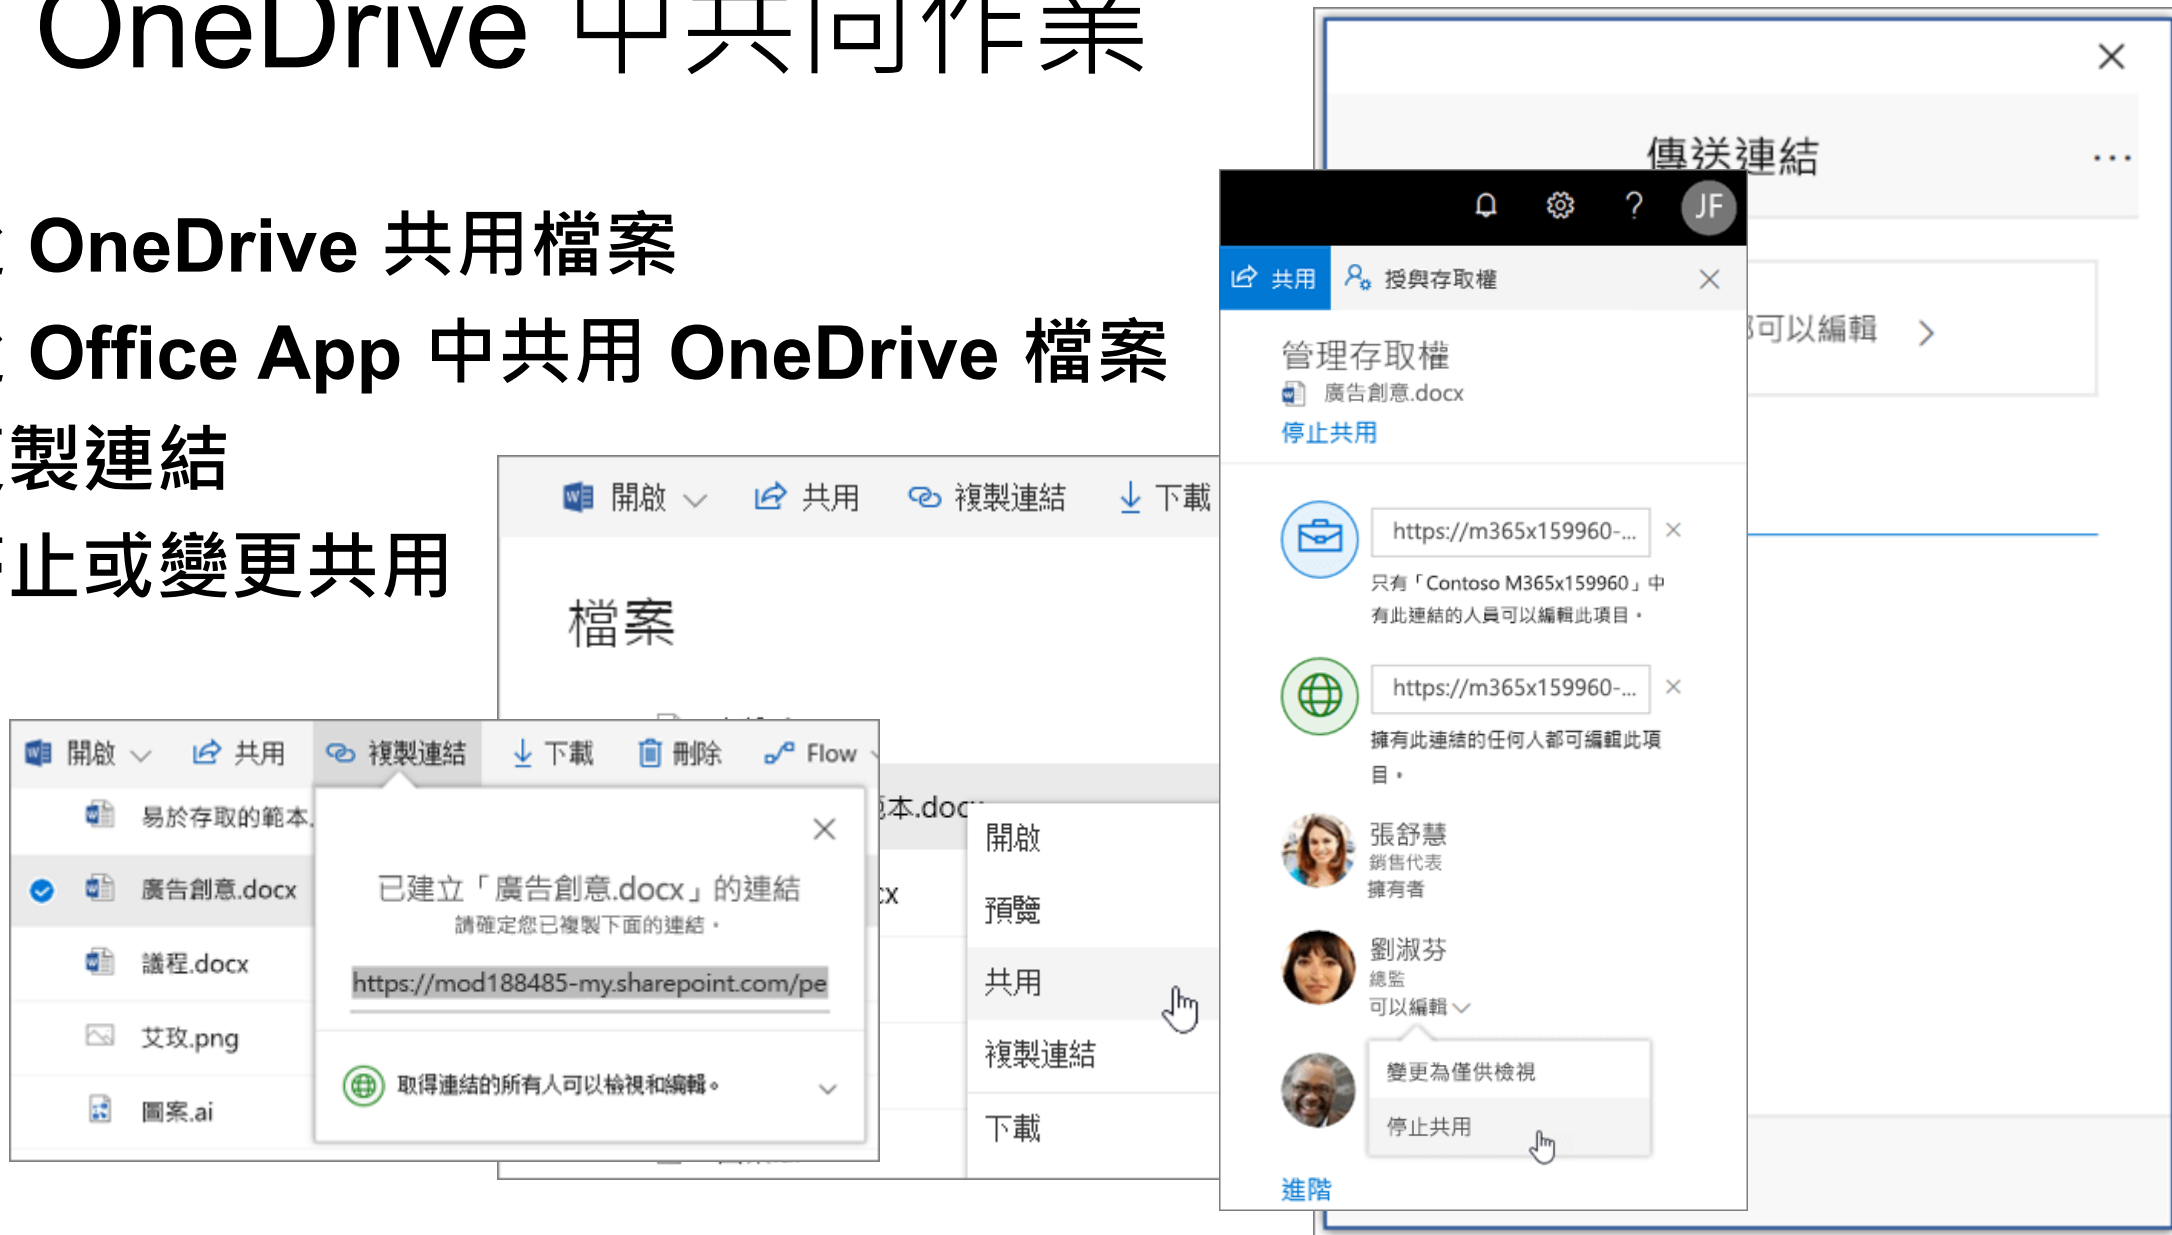 OneDrive 中共同作業
OneDrive 共用檔案
Office App 中共用 OneDrive 檔案
製連結
止或變更共用
傳送連結
...
可以編輯
JF
共用 授與存取權
管理存取權
廣告創意.docx
停止共用
https://m365x159960-...
只有「Contoso M365x159960」中
有此連結的人員可以編輯此項目。
https://m365x159960-...
擁有此連結的任何人都可編輯此項
目。
張舒慧
銷售代表
擁有者
劉淑芬
總監
可以編輯
變更為僅供檢視
停止共用
進階
開啟 共用 複製連結 下載
檔案
本.docx
cx
開啟
預覽
共用
複製連結
下載
開啟 共用 複製連結 下載 刪除 Flow
易於存取的範本.
廣告創意.docx
議程.docx
艾玫.png
圖案.ai
已建立「廣告創意.docx」的連結
請確定您已複製下面的連結。
https://mod188485-my.sharepoint.com/pe
取得連結的所有人可以檢視和編輯。